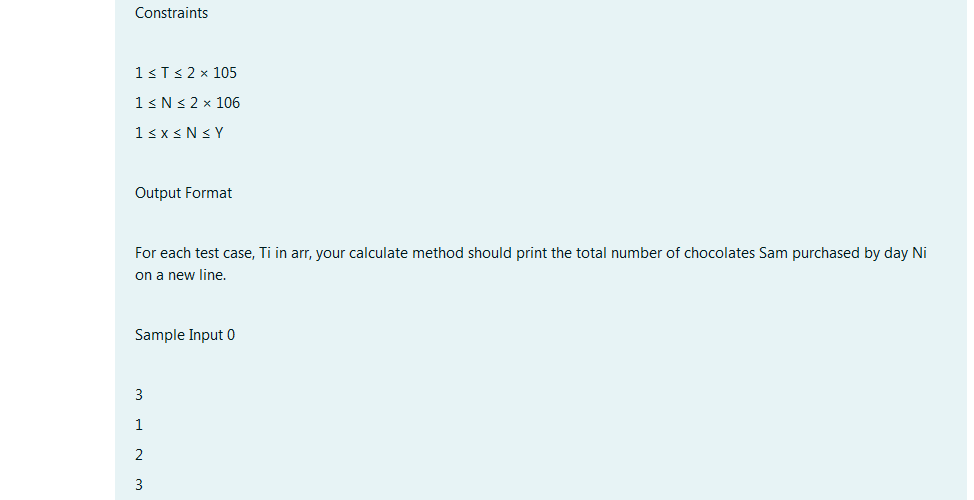 Constraints
1 ≤ T ≤ 2 × 105
1 ≤ N ≤ 2 × 106
1 ≤ x ≤ N ≤ Y
Output Format
For each test case, Ti in arr, your calculate method should print the total number of chocolates Sam purchased by day Ni
on a new line.
Sample Input 0
3
1
2
3